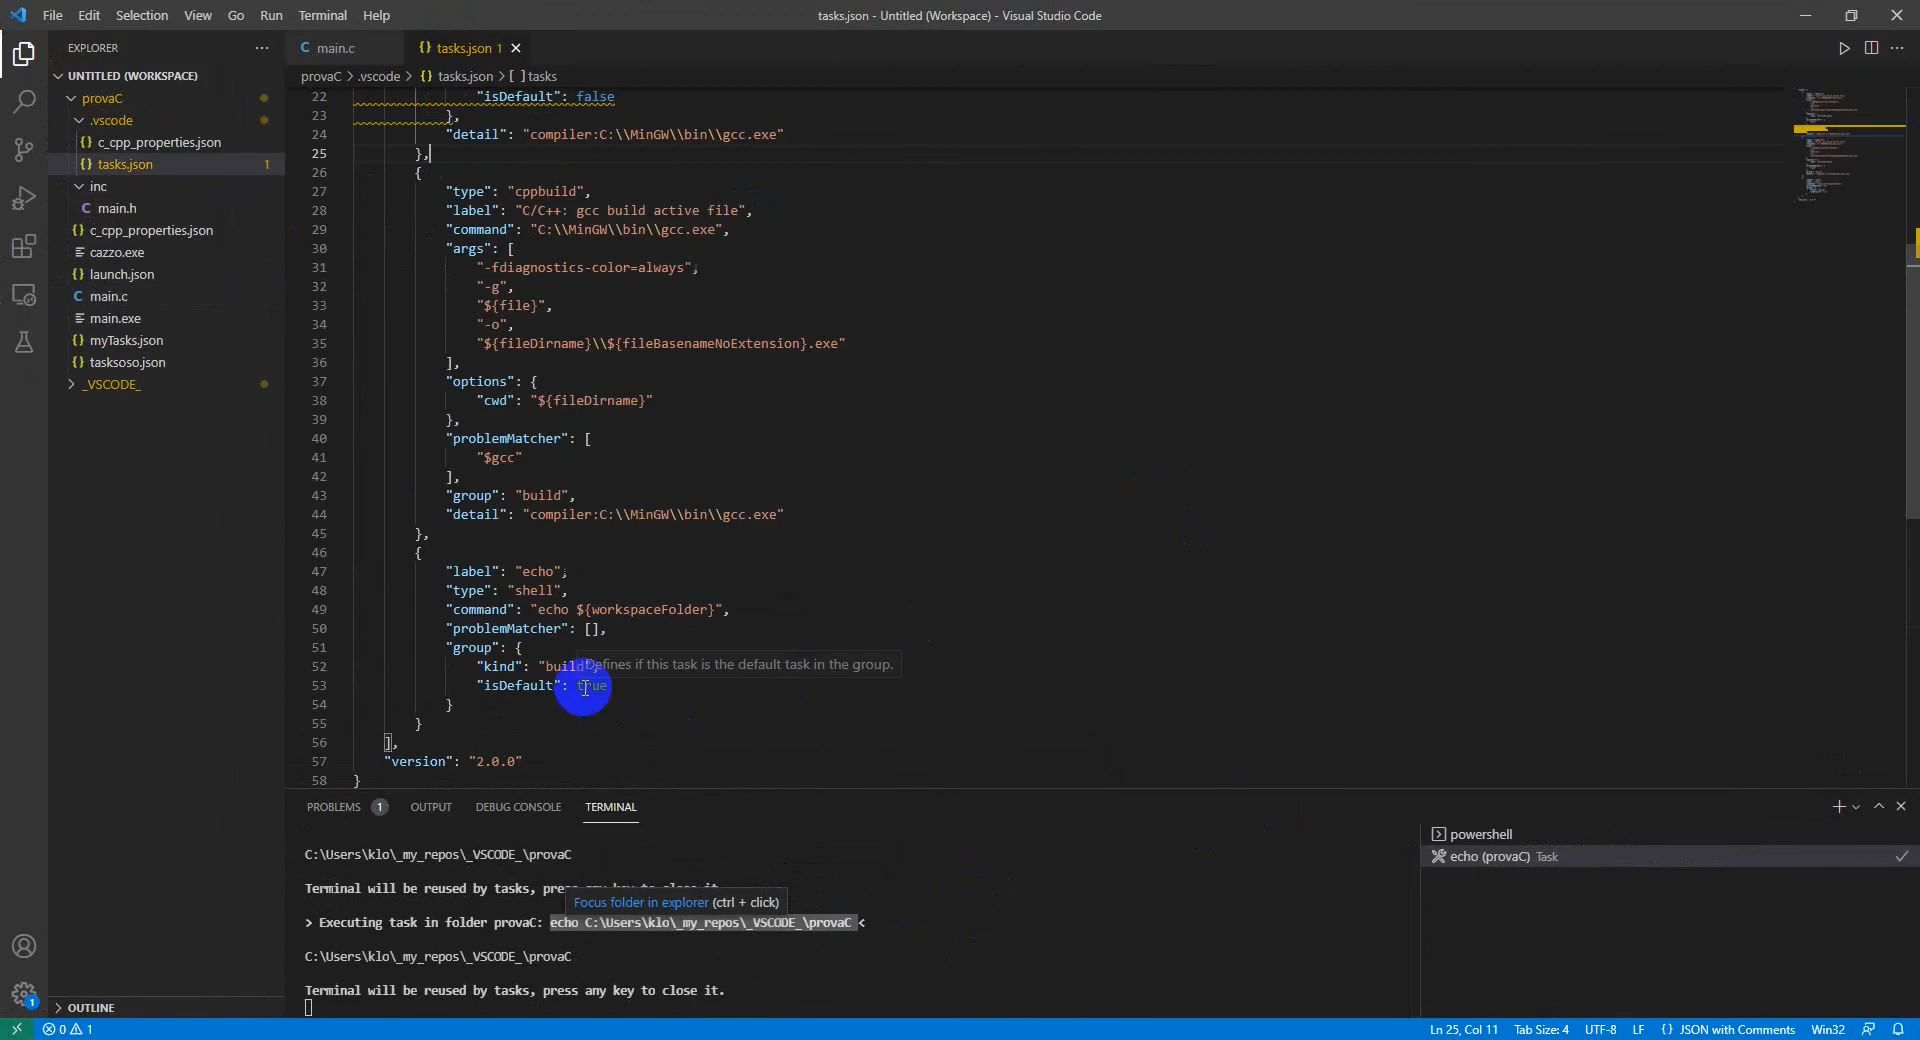 File Edit Selection View Go Run Terminal Help
tasks.json - Untitled (Workspace) - Visual Studio Code
EXPLORER
UNTITLED (WORKSPACE)
provaC
.vscode
c_cpp_properties.json
tasks.json 1
inc
main.h
c_cpp_properties.json
cazzo.exe
launch.json
main.c
main.exe
myTasks.json
tasksoso.json
_VSCODE_
OUTLINE
main.c tasks.json 1
provaC > .vscode > tasks.json > [ ] tasks
22 "isDefault": false
23 },
24 "detail": "compiler:C:\\MinGW\\bin\\gcc.exe"
25 },
26 {
27 "type": "cppbuild",
28 "label": "C/C++: gcc build active file",
29 "command": "C:\\MinGW\\bin\\gcc.exe",
30 "args": [
31 "-fdiagnostics-color=always",
32 "-g",
33 "${file}",
34 "-o",
35 "${fileDirname}\\${fileBasenameNoExtension}.exe"
36 ],
37 "options": {
38 "cwd": "${fileDirname}"
39 },
40 "problemMatcher": [
41 "$gcc"
42 ],
43 "group": "build",
44 "detail": "compiler:C:\\MinGW\\bin\\gcc.exe"
45 },
46 {
47 "label": "echo",
48 "type": "shell",
49 "command": "echo ${workspaceFolder}",
50 "problemMatcher": [],
51 "group": {
52 "kind": "build",
Defines if this task is the default task in the group.
53 "isDefault": true
54 }
55 }
56 ],
57 "version": "2.0.0"
58 }
PROBLEMS 1 OUTPUT DEBUG CONSOLE TERMINAL
C:\Users\klo\_my_repos\_VSCODE_\provaC
Terminal will be reused by tasks, press any key to close it.
Focus folder in explorer (ctrl + click)
> Executing task in folder provaC: echo C:\Users\klo\_my_repos\_VSCODE_\provaC <
C:\Users\klo\_my_repos\_VSCODE_\provaC
Terminal will be reused by tasks, press any key to close it.
powershell
echo (provaC) Task
1
0 1
Ln 25, Col 11 Tab Size: 4 UTF-8 LF {} JSON with Comments Win32